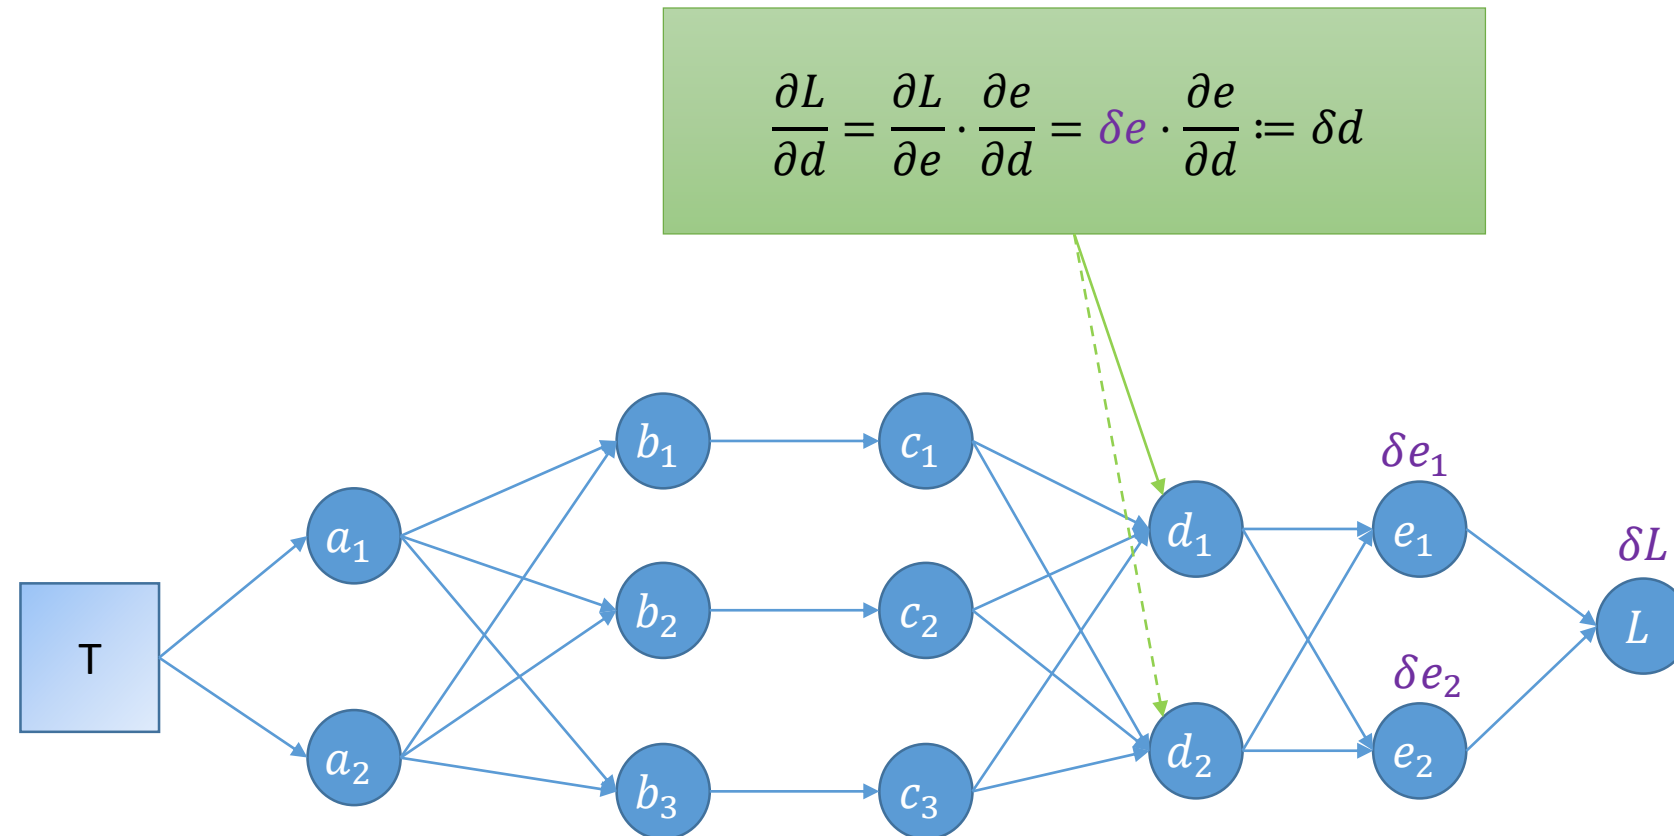 ∂L/∂d = ∂L/∂e · ∂e/∂d = δe · ∂e/∂d ≔ δd
b₁
c₁
δe₁
a₁
d₁
e₁
δL
b₂
c₂
L
T
δe₂
a₂
d₂
e₂
b₃
c₃